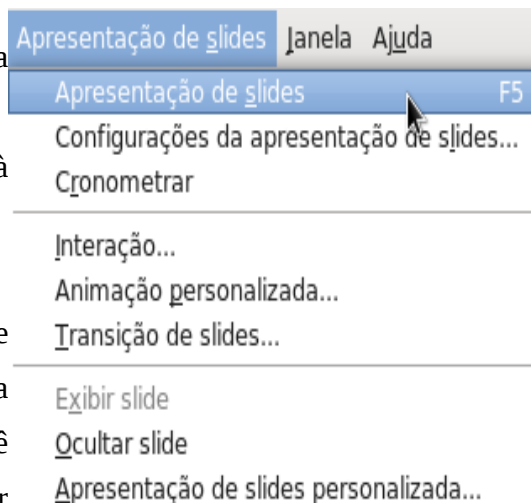 Apresentação de slides Janela Ajuda
a
Apresentação de slides F5
Configurações da apresentação de slides...
à
Cronometrar
Interação...
Animação personalizada...
e
Transição de slides...
a
Exibir slide
ê
Ocultar slide
r
Apresentação de slides personalizada...